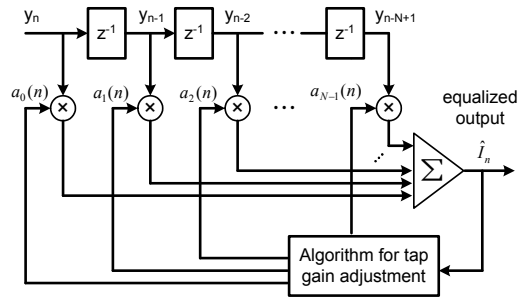 yₙ yₙ₋₁ yₙ₋₂ yₙ₋N₊₁
z⁻¹ z⁻¹ ··· z⁻¹
a₀(n) a₁(n) a₂(n) ··· a_{N−1}(n)
× × × ×
equalized
output
Σ
Îₙ
Algorithm for tap
gain adjustment